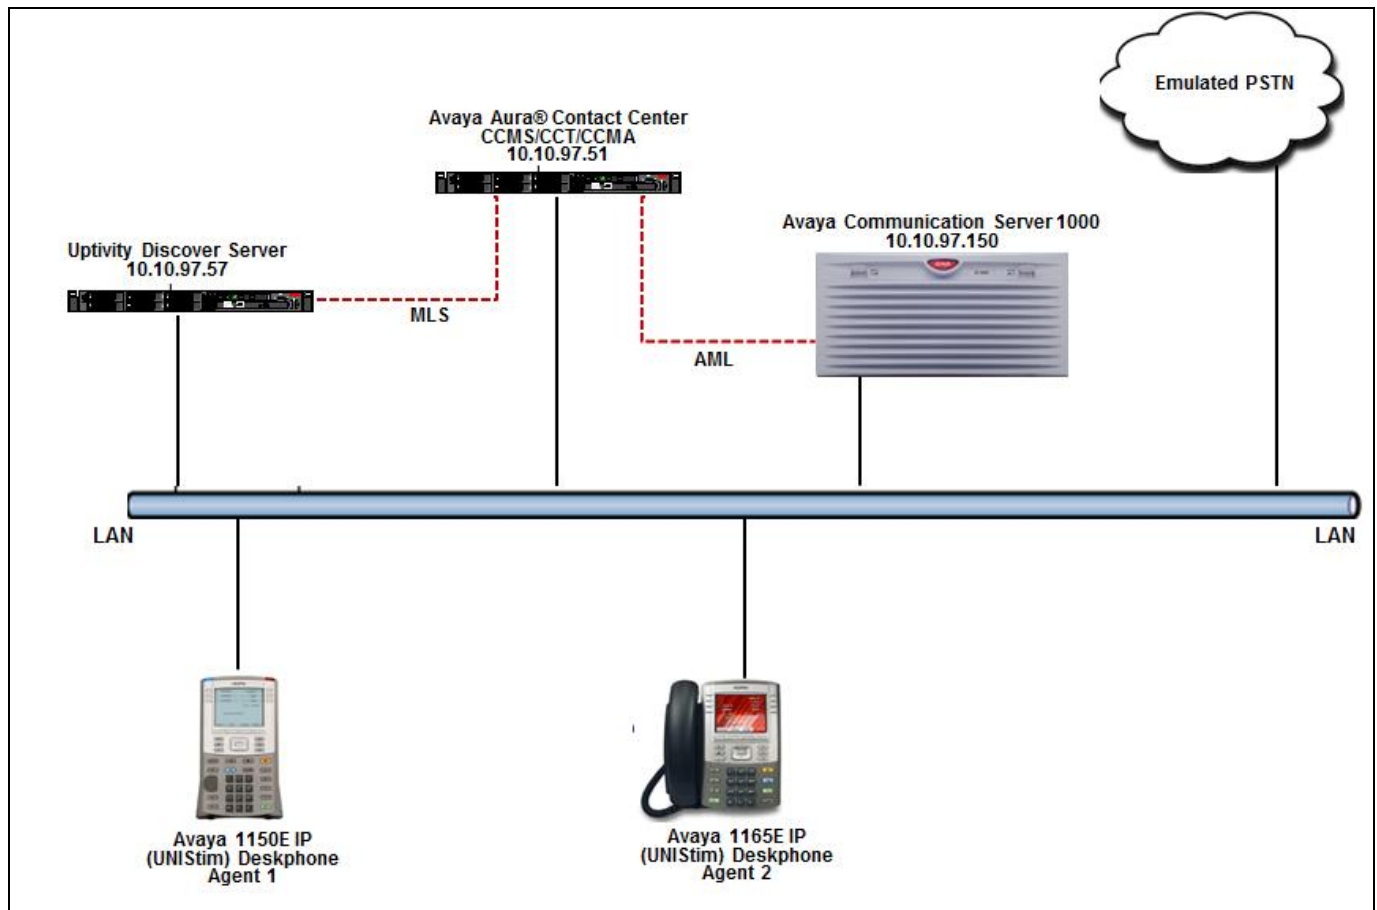 Emulated PSTN
Avaya Aura® Contact Center
CCMS/CCT/CCMA
10.10.97.51
Avaya Communication Server 1000
10.10.97.150
Uptivity Discover Server
10.10.97.57
MLS
AML
LAN
LAN
Avaya 1150E IP
(UNIStim) Deskphone
Agent 1
Avaya 1165E IP
(UNIStim) Deskphone
Agent 2